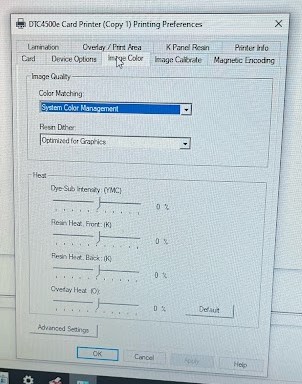 DTC4500e Card Printer (Copy 1) Printing Preferences
Lamination Overlay / Print Area K Panel Resin Printer Info
Card Device Options Image Color Image Calibrate Magnetic Encoding
Image Quality
Color Matching:
System Color Management
Resin Dither:
Optimized for Graphics
Heat
Dye-Sub Intensity: (YMC)
0 %
Resin Heat, Front: (K)
0 %
Resin Heat, Back: (K)
0 %
Overlay Heat (O):
0 %
Default
Advanced Settings
OK Cancel Apply Help